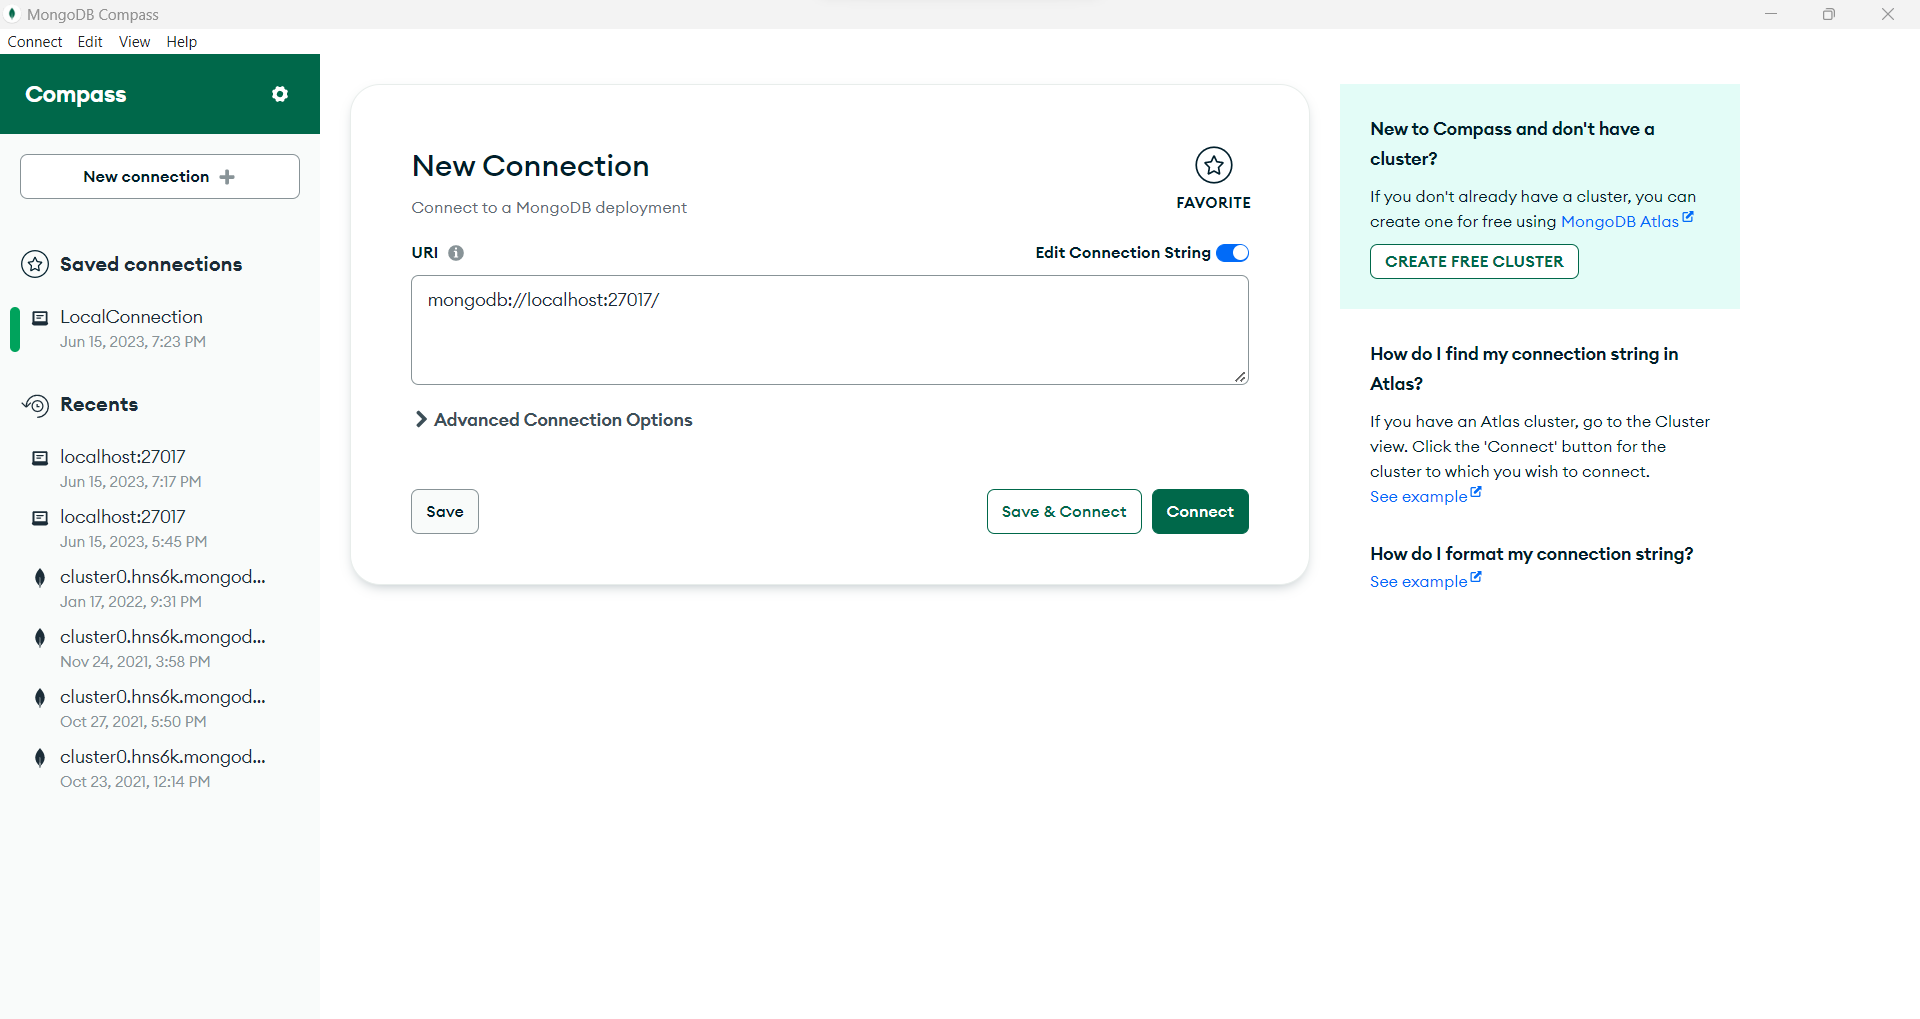 MongoDB Compass
Connect Edit View Help
Compass
New connection
Saved connections
LocalConnection
Jun 15, 2023, 7:23 PM
Recents
localhost:27017
Jun 15, 2023, 7:17 PM
localhost:27017
Jun 15, 2023, 5:45 PM
cluster0.hns6k.mongod...
Jan 17, 2022, 9:31 PM
cluster0.hns6k.mongod...
Nov 24, 2021, 3:58 PM
cluster0.hns6k.mongod...
Oct 27, 2021, 5:50 PM
cluster0.hns6k.mongod...
Oct 23, 2021, 12:14 PM
New Connection
FAVORITE
Connect to a MongoDB deployment
URI
Edit Connection String
mongodb://localhost:27017/
Advanced Connection Options
Save
Save & Connect
Connect
New to Compass and don't have a
cluster?
If you don't already have a cluster, you can
create one for free using MongoDB Atlas
CREATE FREE CLUSTER
How do I find my connection string in
Atlas?
If you have an Atlas cluster, go to the Cluster
view. Click the 'Connect' button for the
cluster to which you wish to connect.
See example
How do I format my connection string?
See example